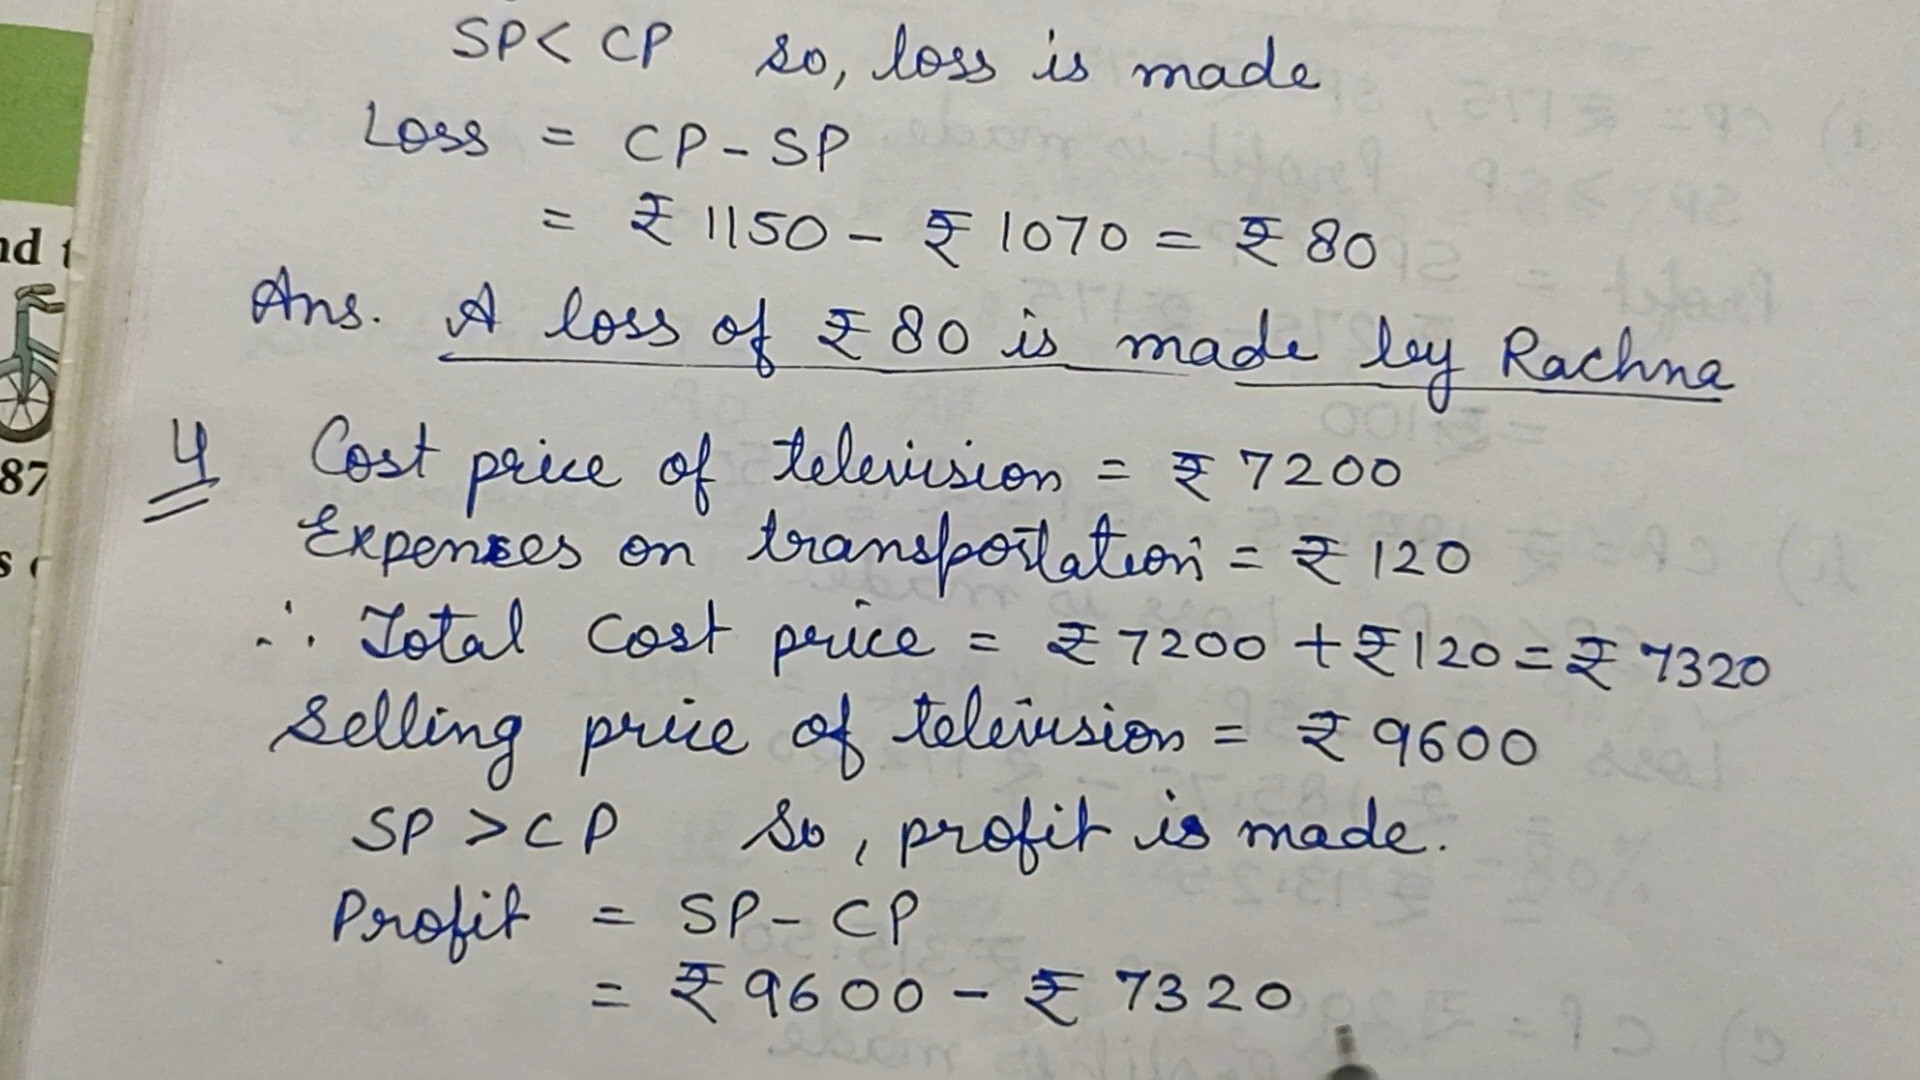 SP < CP so, loss is made
Loss = CP - SP
= ₹ 1150 - ₹ 1070 = ₹ 80
Ans. A loss of ₹ 80 is made by Rachna
4 Cost price of television = ₹ 7200
Expenses on transportation = ₹ 120
∴ Total cost price = ₹ 7200 + ₹ 120 = ₹ 7320
Selling price of television = ₹ 9600
SP > CP So, profit is made.
Profit = SP - CP
= ₹ 9600 - ₹ 7320
87